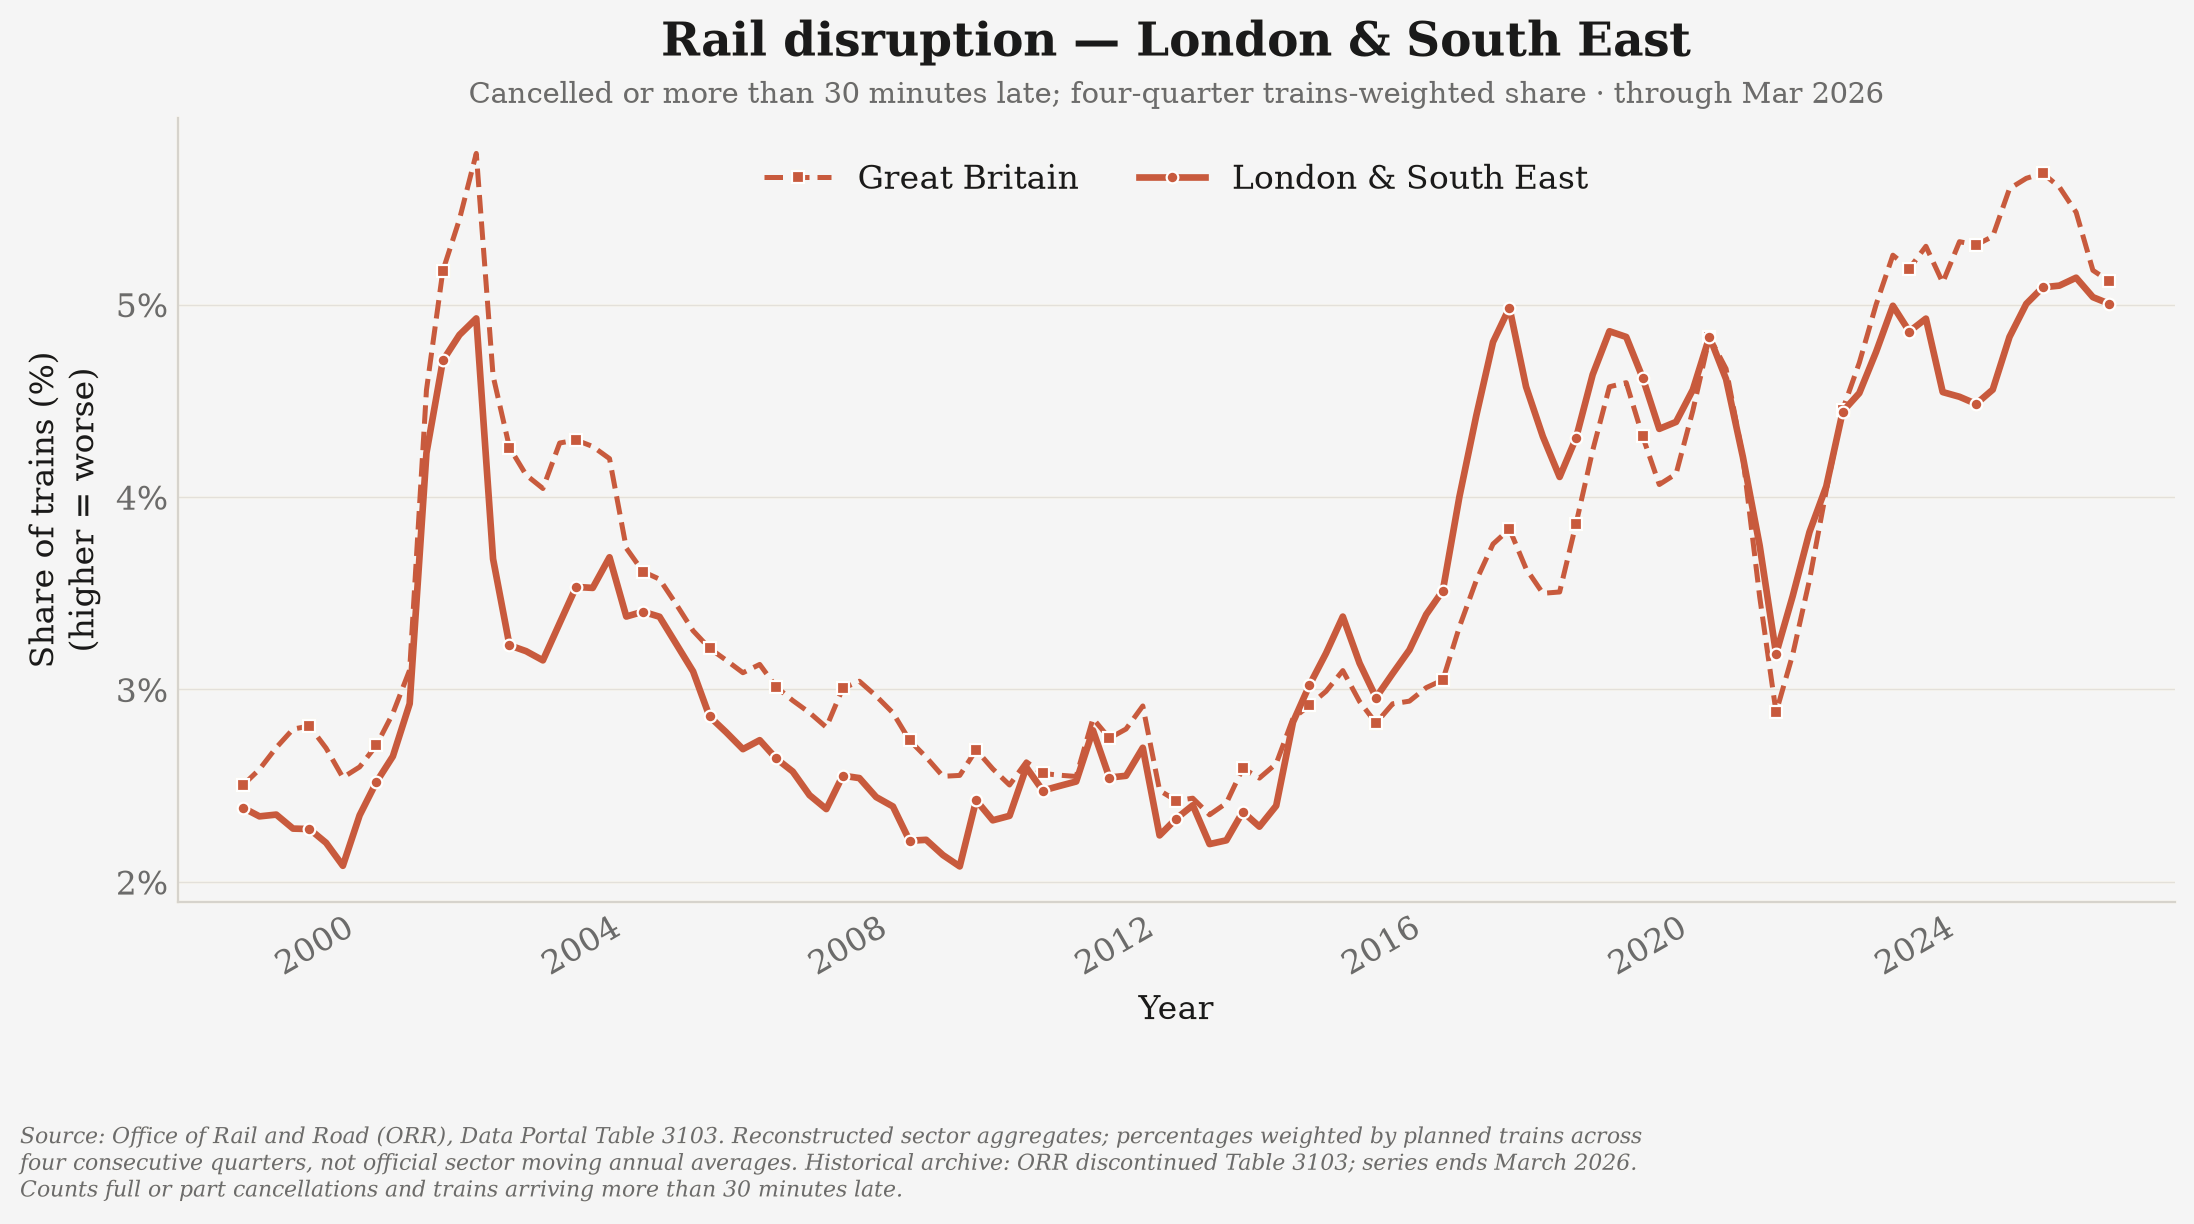 Rail disruption — London & South East
Cancelled or more than 30 minutes late; four-quarter trains-weighted share · through Mar 2026
Great Britain
London & South East
Share of trains (%)
(higher = worse)
5%
4%
3%
2%
2000
2004
2008
2012
2016
2020
2024
Year
Source: Office of Rail and Road (ORR), Data Portal Table 3103. Reconstructed sector aggregates; percentages weighted by planned trains across
four consecutive quarters, not official sector moving annual averages. Historical archive: ORR discontinued Table 3103; series ends March 2026.
Counts full or part cancellations and trains arriving more than 30 minutes late.